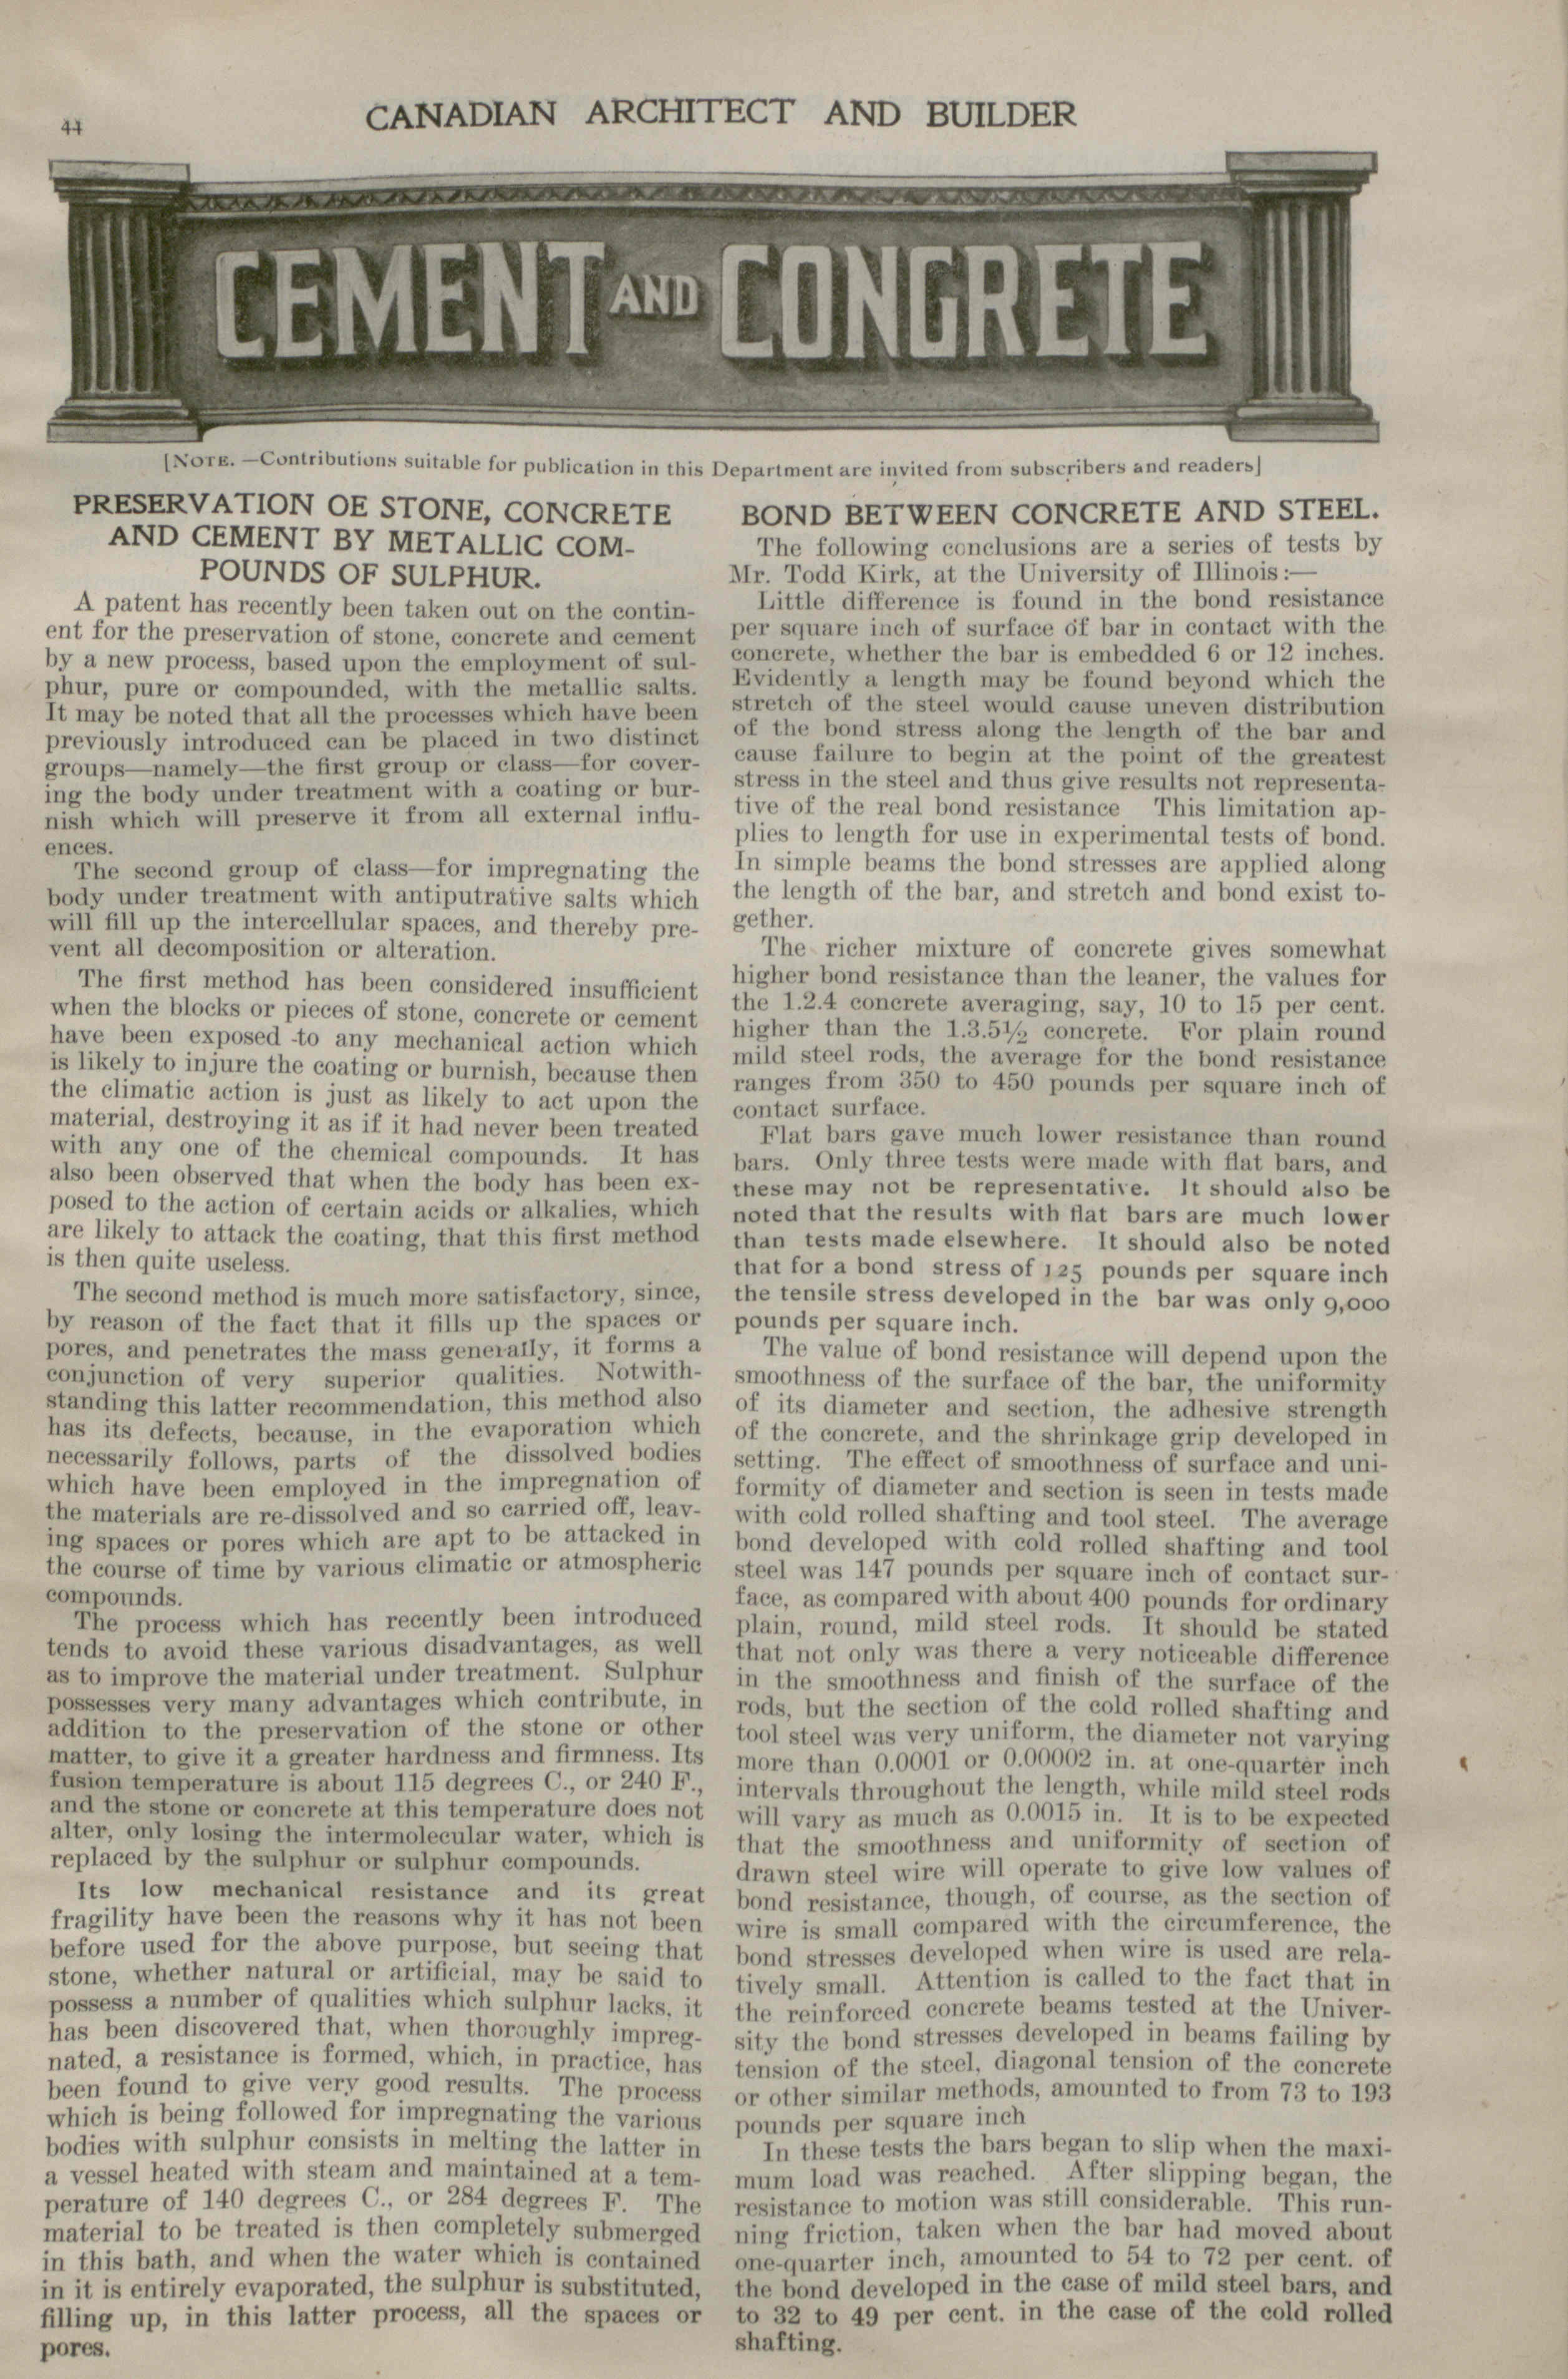 44
CANADIAN ARCHITECT AND BUILDER
CEMENT AND CONCRETE
[NOTE. —Contributions suitable for publication in this Department are invited from subscribers and readers]
PRESERVATION OE STONE, CONCRETE
AND CEMENT BY METALLIC COM-
POUNDS OF SULPHUR.
A patent has recently been taken out on the contin-
ent for the preservation of stone, concrete and cement
by a new process, based upon the employment of sul-
phur, pure or compounded, with the metallic salts.
It may be noted that all the processes which have been
previously introduced can be placed in two distinct
groups—namely—the first group or class—for cover-
ing the body under treatment with a coating or bur-
nish which will preserve it from all external influ-
ences.
The second group of class—for impregnating the
body under treatment with antiputrative salts which
will fill up the intercellular spaces, and thereby pre-
vent all decomposition or alteration.
The first method has been considered insufficient
when the blocks or pieces of stone, concrete or cement
have been exposed to any mechanical action which
is likely to injure the coating or burnish, because then
the climatic action is just as likely to act upon the
material, destroying it as if it had never been treated
with any one of the chemical compounds. It has
also been observed that when the body has been ex-
posed to the action of certain acids or alkalies, which
are likely to attack the coating, that this first method
is then quite useless.
The second method is much more satisfactory, since,
by reason of the fact that it fills up the spaces or
pores, and penetrates the mass generally, it forms a
conjunction of very superior qualities. Notwith-
standing this latter recommendation, this method also
has its defects, because, in the evaporation which
necessarily follows, parts of the dissolved bodies
which have been employed in the impregnation of
the materials are re-dissolved and so carried off, leav-
ing spaces or pores which are apt to be attacked in
the course of time by various climatic or atmospheric
compounds.
The process which has recently been introduced
tends to avoid these various disadvantages, as well
as to improve the material under treatment. Sulphur
possesses very many advantages which contribute, in
addition to the preservation of the stone or other
matter, to give it a greater hardness and firmness. Its
fusion temperature is about 115 degrees C., or 240 F.,
and the stone or concrete at this temperature does not
alter, only losing the intermolecular water, which is
replaced by the sulphur or sulphur compounds.
Its low mechanical resistance and its great
fragility have been the reasons why it has not been
before used for the above purpose, but seeing that
stone, whether natural or artificial, may be said to
possess a number of qualities which sulphur lacks, it
has been discovered that, when thoroughly impreg-
nated, a resistance is formed, which, in practice, has
been found to give very good results. The process
which is being followed for impregnating the various
bodies with sulphur consists in melting the latter in
a vessel heated with steam and maintained at a tem-
perature of 140 degrees C., or 284 degrees F. The
material to be treated is then completely submerged
in this bath, and when the water which is contained
in it is entirely evaporated, the sulphur is substituted,
filling up, in this latter process, all the spaces or
pores.
BOND BETWEEN CONCRETE AND STEEL.
The following conclusions are a series of tests by
Mr. Todd Kirk, at the University of Illinois:—
Little difference is found in the bond resistance
per square inch of surface of bar in contact with the
concrete, whether the bar is embedded 6 or 12 inches.
Evidently a length may be found beyond which the
stretch of the steel would cause uneven distribution
of the bond stress along the length of the bar and
cause failure to begin at the point of the greatest
stress in the steel and thus give results not representa-
tive of the real bond resistance This limitation ap-
plies to length for use in experimental tests of bond.
In simple beams the bond stresses are applied along
the length of the bar, and stretch and bond exist to-
gether.
The richer mixture of concrete gives somewhat
higher bond resistance than the leaner, the values for
the 1.2.4 concrete averaging, say, 10 to 15 per cent.
higher than the 1.3.5½ concrete. For plain round
mild steel rods, the average for the bond resistance
ranges from 350 to 450 pounds per square inch of
contact surface.
Flat bars gave much lower resistance than round
bars. Only three tests were made with flat bars, and
these may not be representative. It should also be
noted that the results with flat bars are much lower
than tests made elsewhere. It should also be noted
that for a bond stress of 125 pounds per square inch
the tensile stress developed in the bar was only 9,000
pounds per square inch.
The value of bond resistance will depend upon the
smoothness of the surface of the bar, the uniformity
of its diameter and section, the adhesive strength
of the concrete, and the shrinkage grip developed in
setting. The effect of smoothness of surface and uni-
formity of diameter and section is seen in tests made
with cold rolled shafting and tool steel. The average
bond developed with cold rolled shafting and tool
steel was 147 pounds per square inch of contact sur-
face, as compared with about 400 pounds for ordinary
plain, round, mild steel rods. It should be stated
that not only was there a very noticeable difference
in the smoothness and finish of the surface of the
rods, but the section of the cold rolled shafting and
tool steel was very uniform, the diameter not varying
more than 0.0001 or 0.00002 in. at one-quarter inch
intervals throughout the length, while mild steel rods
will vary as much as 0.0015 in. It is to be expected
that the smoothness and uniformity of section of
drawn steel wire will operate to give low values of
bond resistance, though, of course, as the section of
wire is small compared with the circumference, the
bond stresses developed when wire is used are rela-
tively small. Attention is called to the fact that in
the reinforced concrete beams tested at the Univer-
sity the bond stresses developed in beams failing by
tension of the steel, diagonal tension of the concrete
or other similar methods, amounted to from 73 to 193
pounds per square inch
In these tests the bars began to slip when the maxi-
mum load was reached. After slipping began, the
resistance to motion was still considerable. This run-
ning friction, taken when the bar had moved about
one-quarter inch, amounted to 54 to 72 per cent. of
the bond developed in the case of mild steel bars, and
to 32 to 49 per cent. in the case of the cold rolled
shafting.